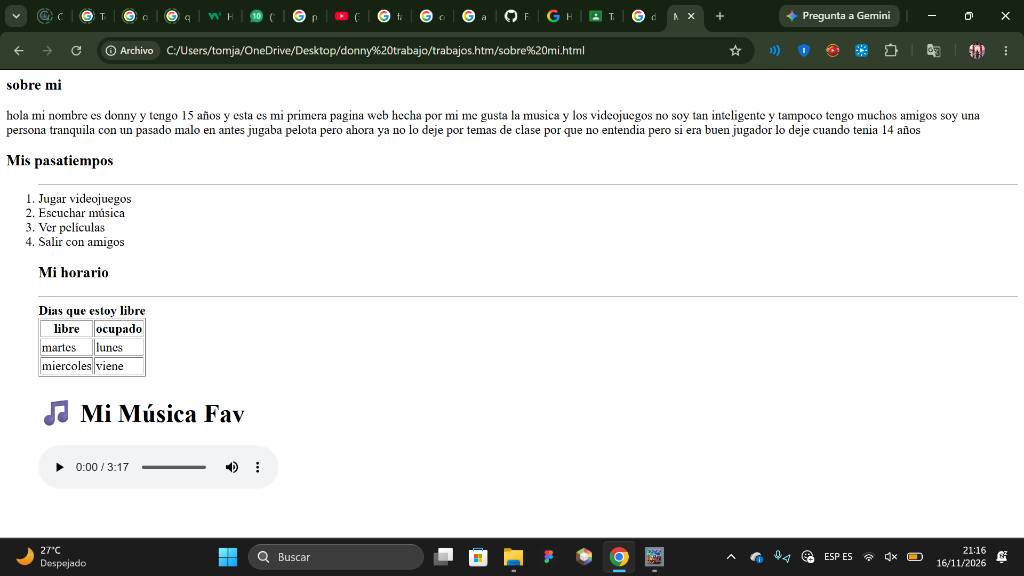 Pregunta a Gemini
Archivo
C:/Users/tomja/OneDrive/Desktop/donny%20trabajo/trabajos.htm/sobre%20mi.html
sobre mi
hola mi nombre es donny y tengo 15 años y esta es mi primera pagina web hecha por mi me gusta la musica y los videojuegos no soy tan inteligente y tampoco tengo muchos amigos soy una
persona tranquila con un pasado malo en antes jugaba pelota pero ahora ya no lo deje por temas de clase por que no entendia pero si era buen jugador lo deje cuando tenia 14 años
Mis pasatiempos
1. Jugar videojuegos
2. Escuchar música
3. Ver películas
4. Salir con amigos
Mi horario
Dias que estoy libre
libre ocupado
martes lunes
miercoles viene
Mi Música Fav
0:00 / 3:17
27°C
Despejado
Buscar
ESP ES
21:16
16/11/2026